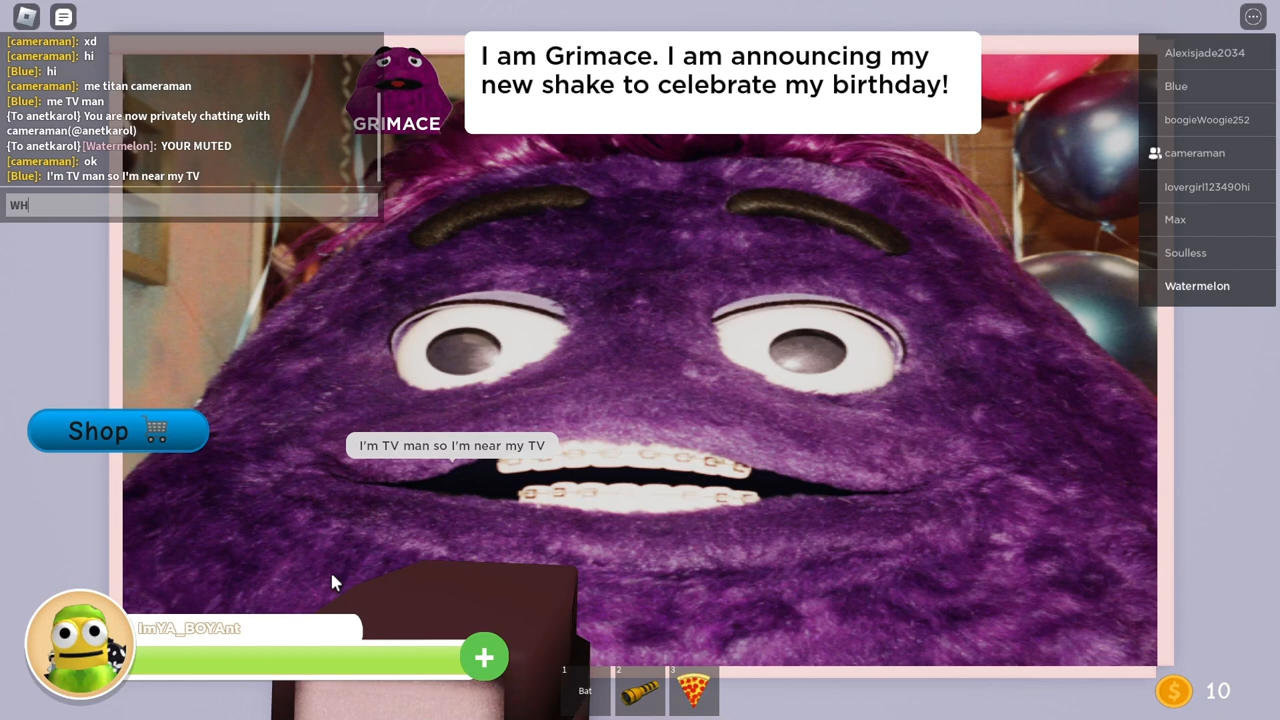 [cameraman]: xd
[cameraman]: hi
[Blue]: hi
[cameraman]: me titan cameraman
[Blue]: me TV man
{To anetkarol} You are now privately chatting with
cameraman(@anetkarol)
{To anetkarol}[Watermelon]: YOUR MUTED
[cameraman]: ok
[Blue]: I'm TV man so I'm near my TV
WH
GRIMACE
I am Grimace. I am announcing my
new shake to celebrate my birthday!
Alexisjade2034
Blue
boogieWoogie252
cameraman
lovergirl123490hi
Max
Soulless
Watermelon
Shop
I'm TV man so I'm near my TV
ImYA_BOYAnt
+
1
Bat
2
3
$
10